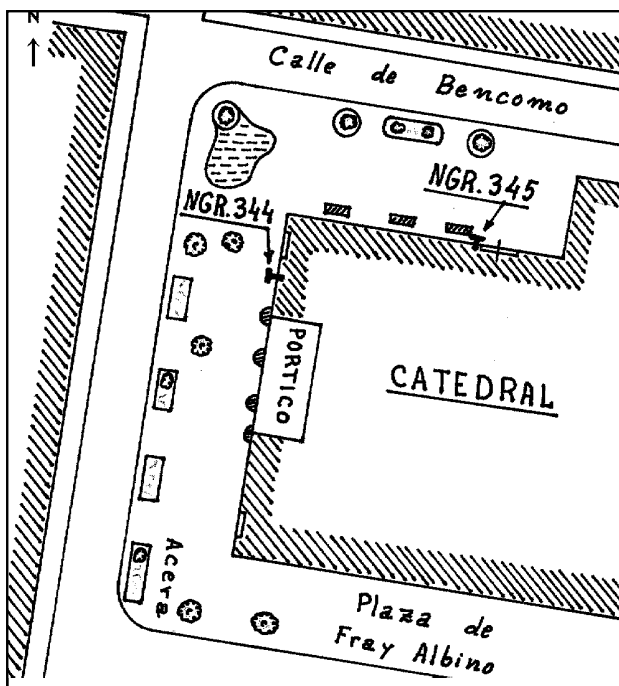 N
Calle de Bencomo
NGR.345
NGR.344
PORTICO
CATEDRAL
Acera
Plaza de
Fray Albino